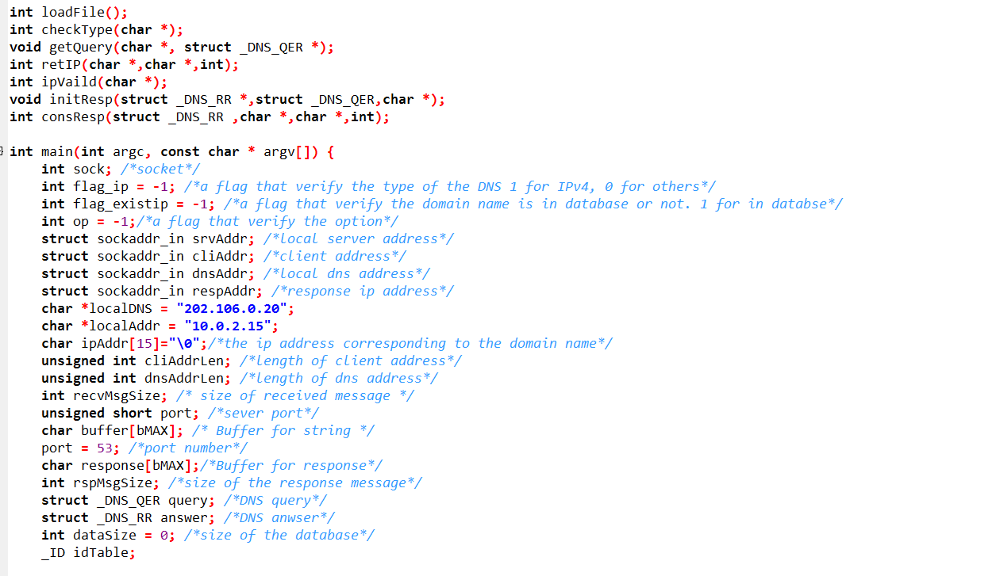 int loadFile();
int checkType(char *);
void getQuery(char *, struct _DNS_QER *);
int retIP(char *,char *,int);
int ipVaild(char *);
void initResp(struct _DNS_RR *,struct _DNS_QER,char *);
int consResp(struct _DNS_RR ,char *,char *,int);

int main(int argc, const char * argv[]) {
    int sock; /*socket*/
    int flag_ip = -1; /*a flag that verify the type of the DNS 1 for IPv4, 0 for others*/
    int flag_existip = -1; /*a flag that verify the domain name is in database or not. 1 for in databse*/
    int op = -1;/*a flag that verify the option*/
    struct sockaddr_in srvAddr; /*local server address*/
    struct sockaddr_in cliAddr; /*client address*/
    struct sockaddr_in dnsAddr; /*local dns address*/
    struct sockaddr_in respAddr; /*response ip address*/
    char *localDNS = "202.106.0.20";
    char *localAddr = "10.0.2.15";
    char ipAddr[15]="\0";/*the ip address corresponding to the domain name*/
    unsigned int cliAddrLen; /*length of client address*/
    unsigned int dnsAddrLen; /*length of dns address*/
    int recvMsgSize; /* size of received message */
    unsigned short port; /*sever port*/
    char buffer[bMAX]; /* Buffer for string */
    port = 53; /*port number*/
    char response[bMAX];/*Buffer for response*/
    int rspMsgSize; /*size of the response message*/
    struct _DNS_QER query; /*DNS query*/
    struct _DNS_RR answer; /*DNS anwser*/
    int dataSize = 0; /*size of the database*/
    _ID idTable;